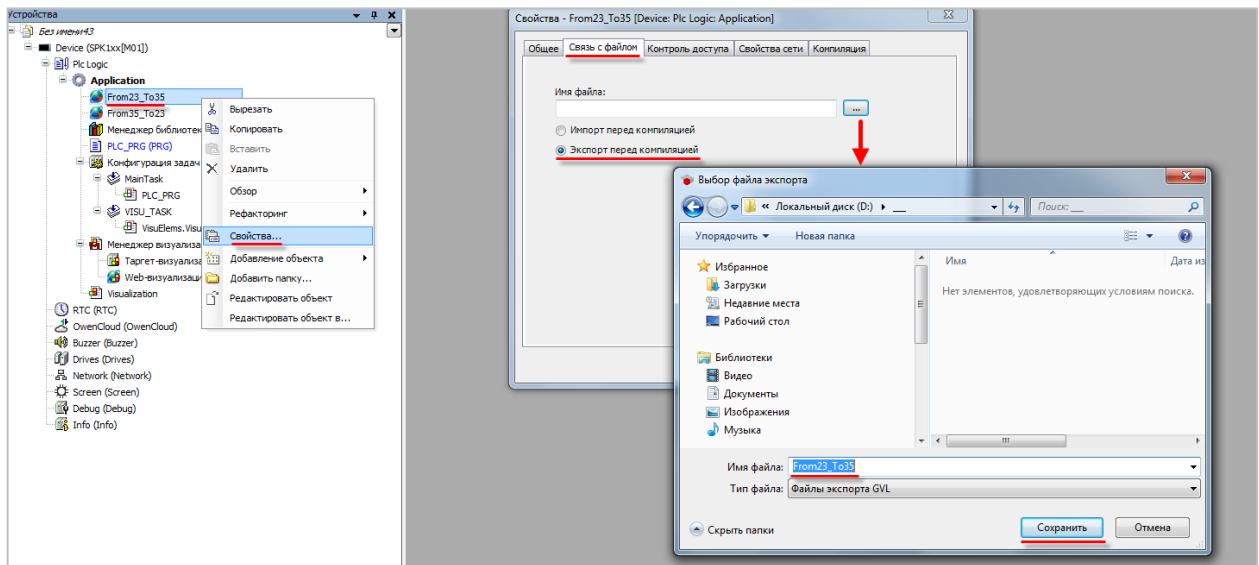 Устройства
Без имени43
Device (SPK1xx[M01])
Plc Logic
Application
From23_To35
From35_To23
Менеджер библиотек
PLC_PRG (PRG)
Конфигурация задач
MainTask
PLC_PRG
VISU_TASK
VisuElems.Visu
Менеджер визуализа
Таргет-визуализа
Web-визуализаци
Visualization
RTC (RTC)
OwenCloud (OwenCloud)
Buzzer (Buzzer)
Drives (Drives)
Network (Network)
Screen (Screen)
Debug (Debug)
Info (Info)
Вырезать
Копировать
Вставить
Удалить
Обзор
Рефакторинг
Свойства...
Добавление объекта
Добавить папку...
Редактировать объект
Редактировать объект в...
Свойства - From23_To35 [Device: Plc Logic: Application]
Общее Связь с файлом Контроль доступа Свойства сети Компиляция
Имя файла:
...
Импорт перед компиляцией
Экспорт перед компиляцией
Выбор файла экспорта
« Локальный диск (D:) ▸ __
Поиск: __
Упорядочить Новая папка
Избранное
Загрузки
Недавние места
Рабочий стол
Библиотеки
Видео
Документы
Изображения
Музыка
Имя Дата из
Нет элементов, удовлетворяющих условиям поиска.
Имя файла: From23_To35
Тип файла: Файлы экспорта GVL
Скрыть папки Сохранить Отмена